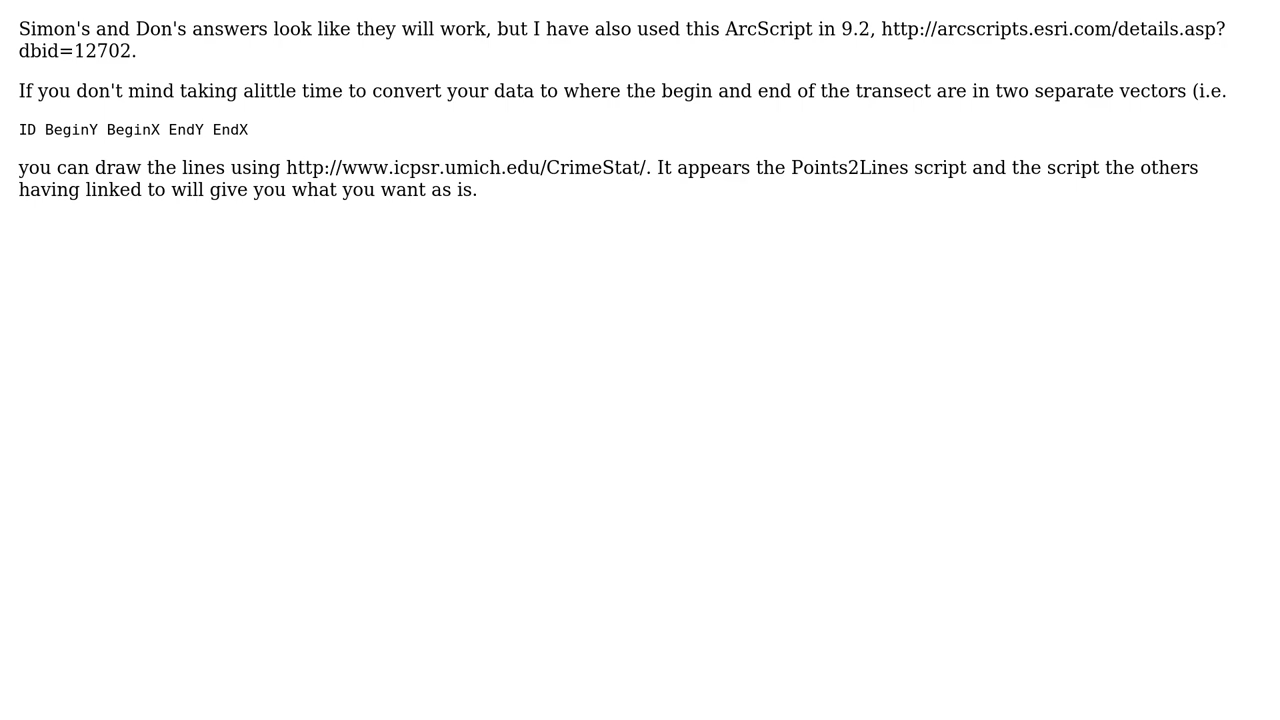 Simon's and Don's answers look like they will work, but I have also used this ArcScript in 9.2, http://arcscripts.esri.com/details.asp?
dbid=12702.
If you don't mind taking alittle time to convert your data to where the begin and end of the transect are in two separate vectors (i.e.
ID BeginY BeginX EndY EndX
you can draw the lines using http://www.icpsr.umich.edu/CrimeStat/. It appears the Points2Lines script and the script the others
having linked to will give you what you want as is.